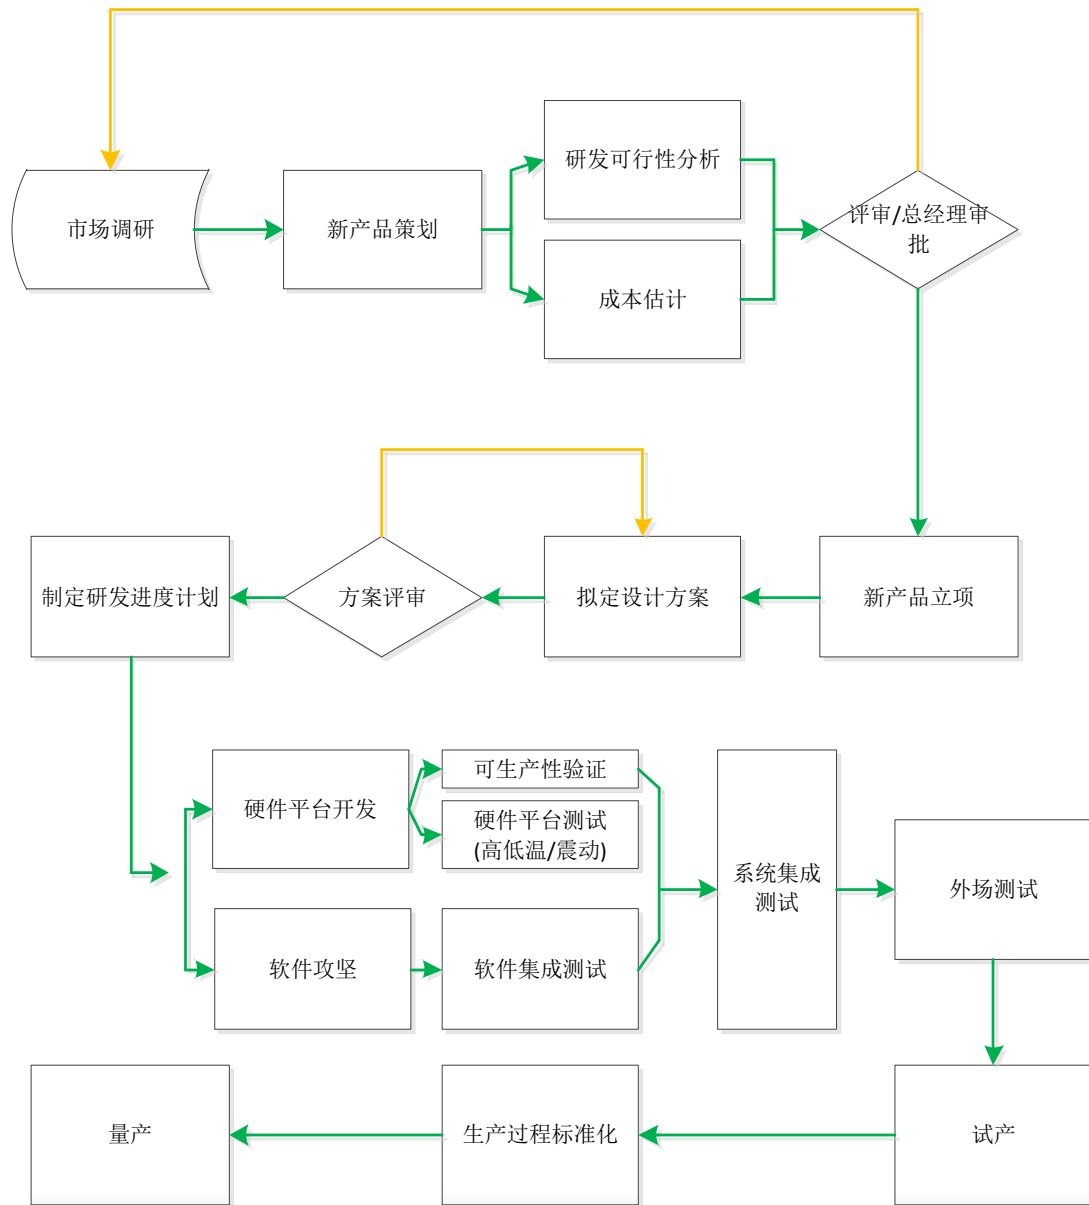 市场调研
新产品策划
研发可行性分析
成本估计
评审/总经理审
批
新产品立项
拟定设计方案
方案评审
制定研发进度计划
硬件平台开发
可生产性验证
硬件平台测试
(高低温/震动)
软件攻坚
软件集成测试
系统集成
测试
外场测试
试产
生产过程标准化
量产